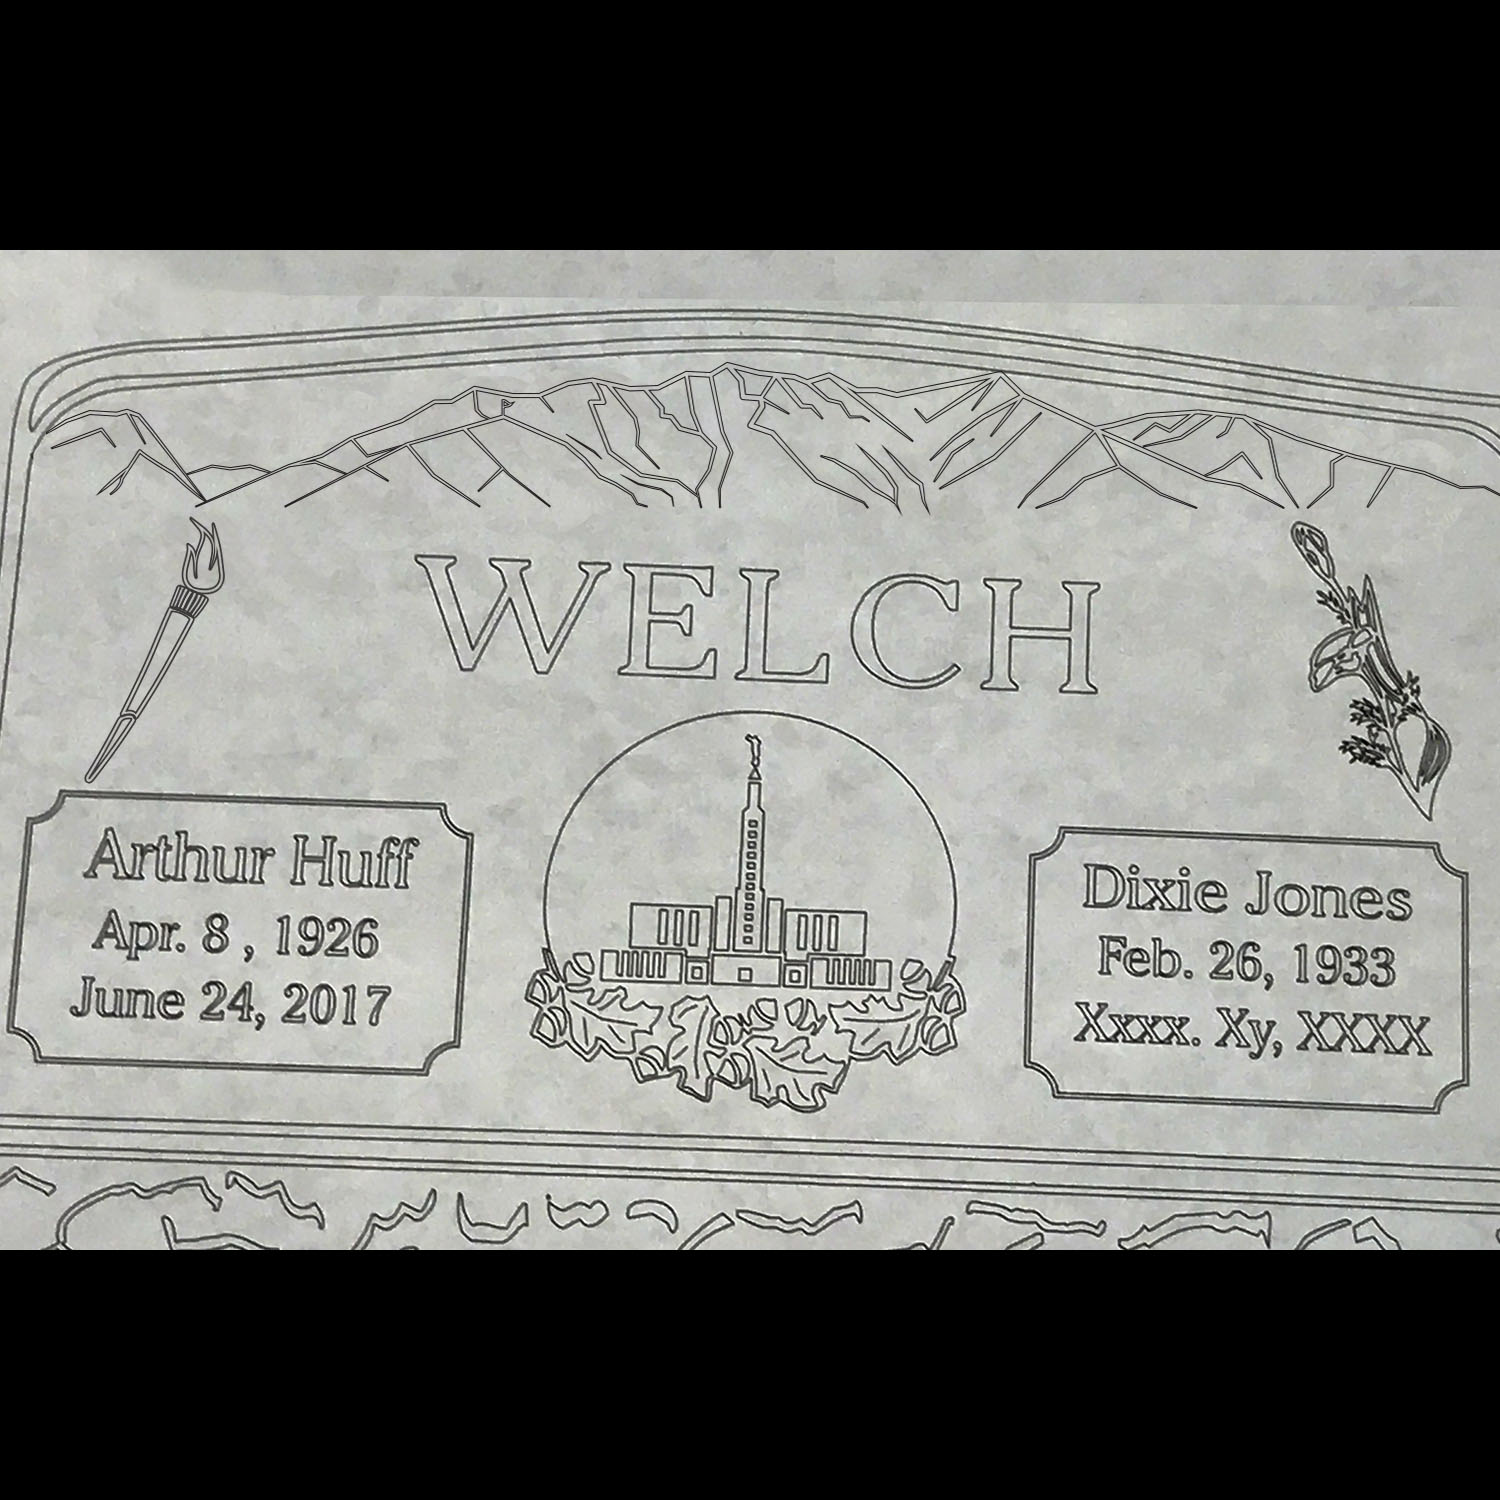 WELCH
Arthur Huff
Apr. 8 , 1926
June 24, 2017
Dixie Jones
Feb. 26, 1933
Xxxx. Xy, XXXX